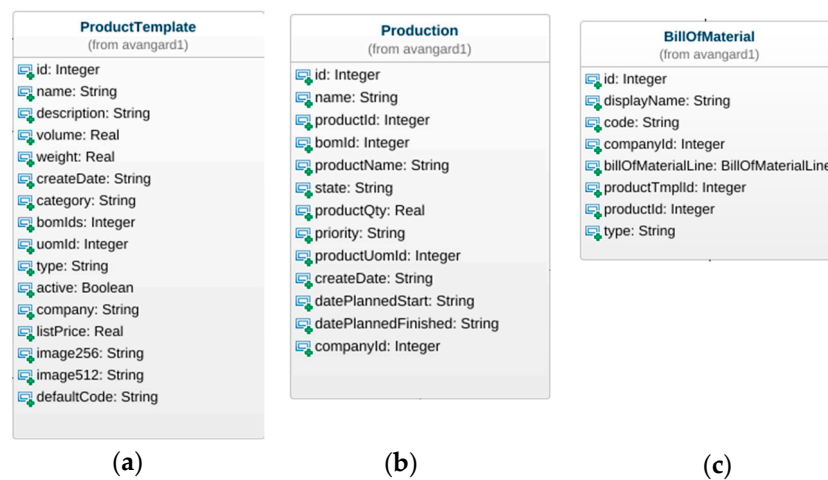 ProductTemplate
(from avangard1)
id: Integer
name: String
description: String
volume: Real
weight: Real
createDate: String
category: String
bomIds: Integer
uomId: Integer
type: String
active: Boolean
company: String
listPrice: Real
image256: String
image512: String
defaultCode: String
(a)
Production
(from avangard1)
id: Integer
name: String
productId: Integer
bomId: Integer
productName: String
state: String
productQty: Real
priority: String
productUomId: Integer
createDate: String
datePlannedStart: String
datePlannedFinished: String
companyId: Integer
(b)
BillOfMaterial
(from avangard1)
id: Integer
displayName: String
code: String
companyId: Integer
billOfMaterialLine: BillOfMaterialLine
productTmplId: Integer
productId: Integer
type: String
(c)